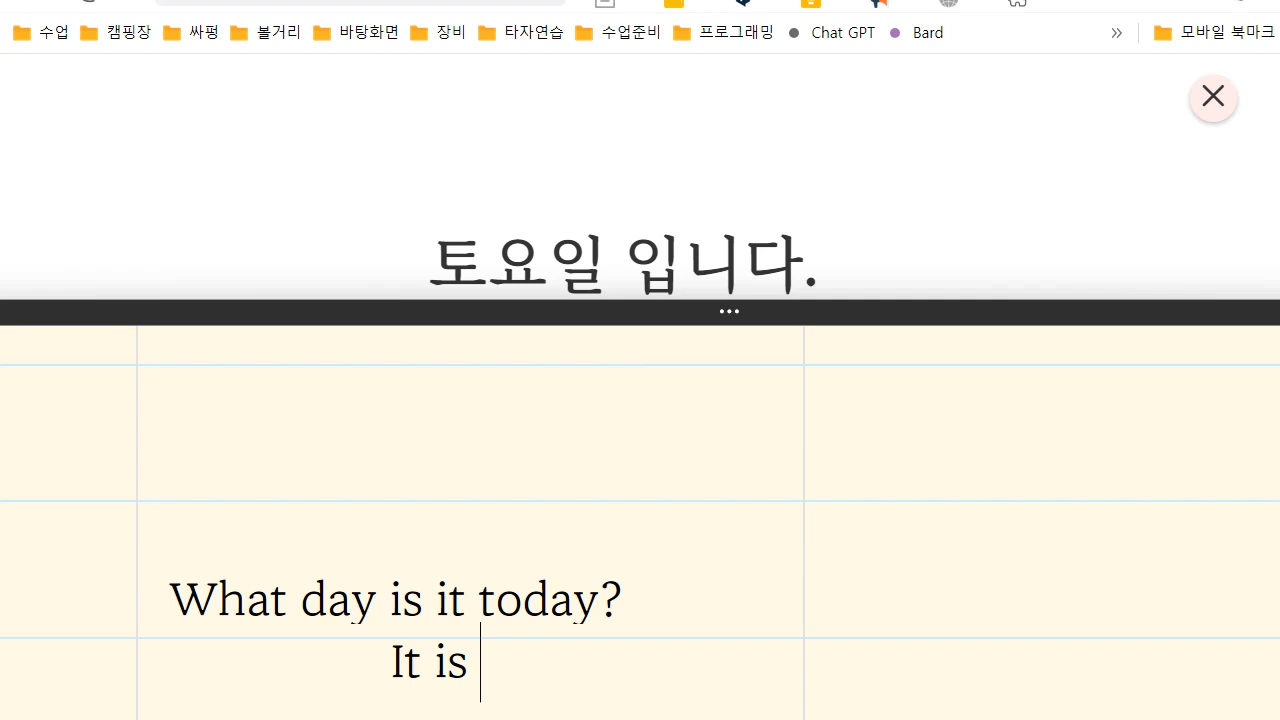 수업 캠핑장 싸펑 볼거리 바탕화면 장비 타자연습 수업준비 프로그래밍 Chat GPT Bard » 모바일 북마크
토요일 입니다.
What day is it today?
It is